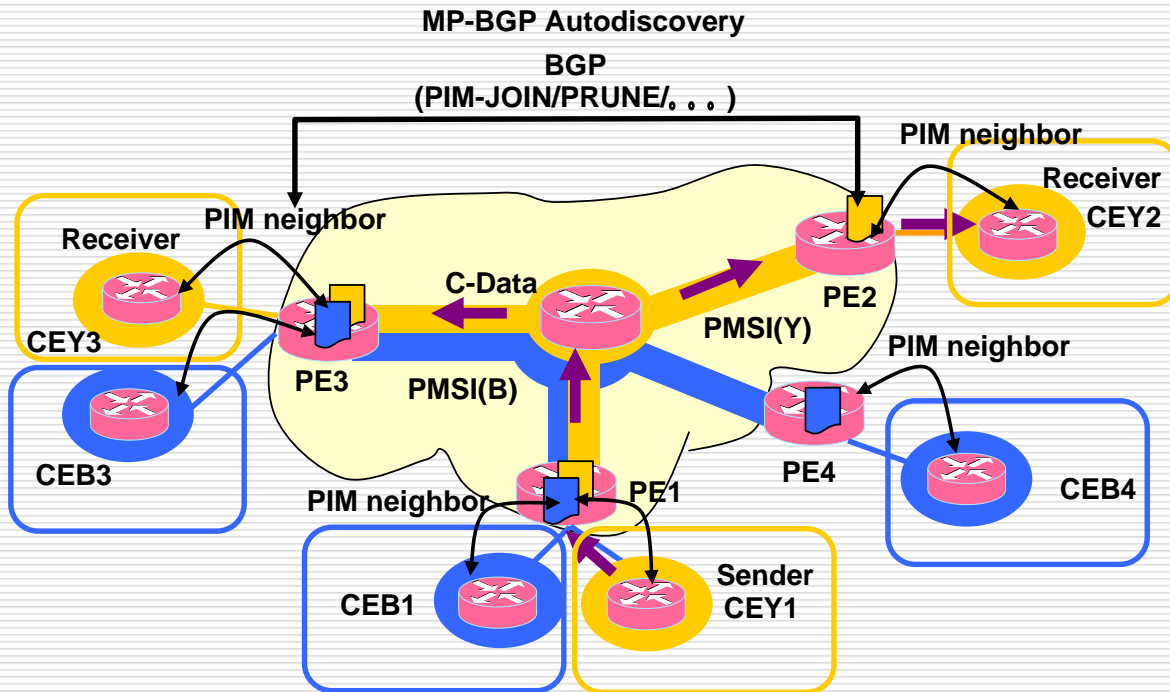 MP-BGP Autodiscovery
BGP
(PIM-JOIN/PRUNE/。。。)
PIM neighbor
Receiver
CEY2
PIM neighbor
Receiver
C-Data
PE2
CEY3
PMSI(Y)
PIM neighbor
PE3
PMSI(B)
CEB3
PE4
PE1
PIM neighbor
CEB4
CEB1
Sender
CEY1